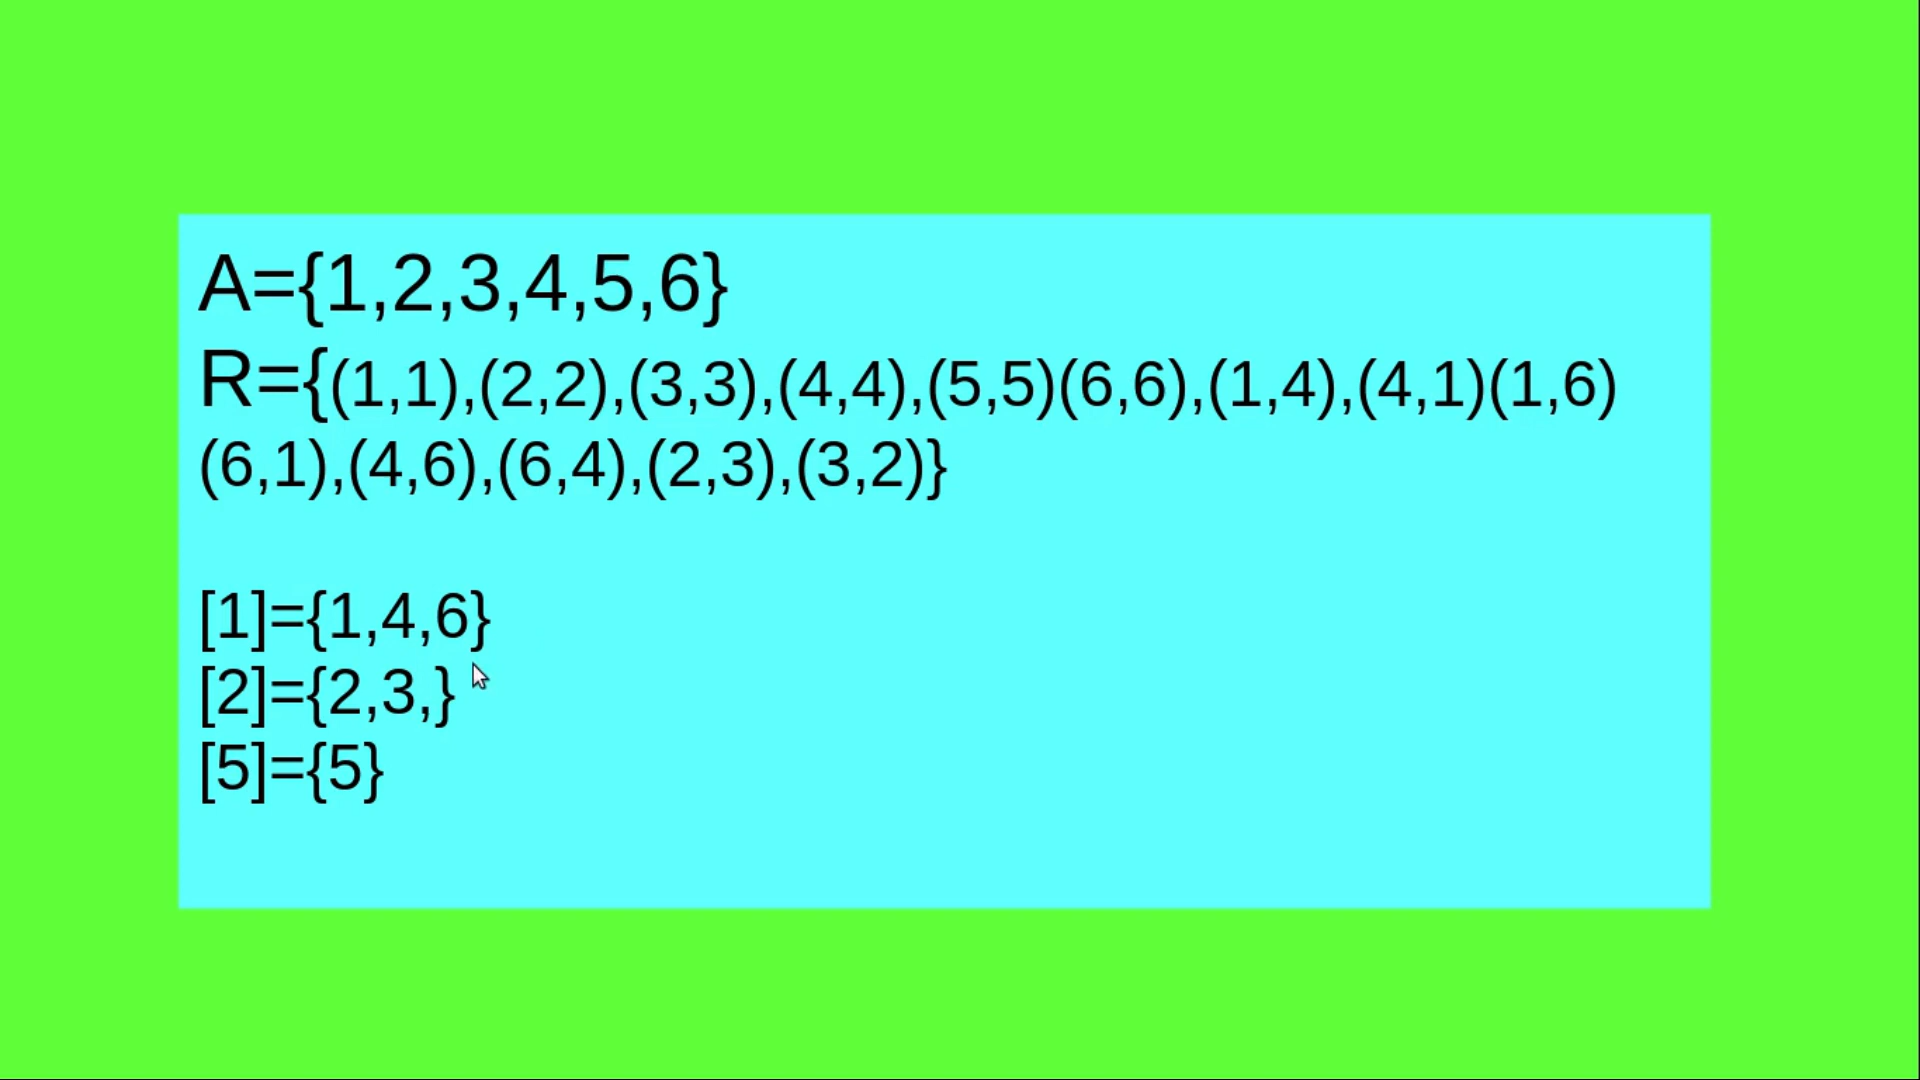 A={1,2,3,4,5,6}
R={(1,1),(2,2),(3,3),(4,4),(5,5)(6,6),(1,4),(4,1)(1,6)
(6,1),(4,6),(6,4),(2,3),(3,2)}
[1]={1,4,6}
[2]={2,3,}
[5]={5}